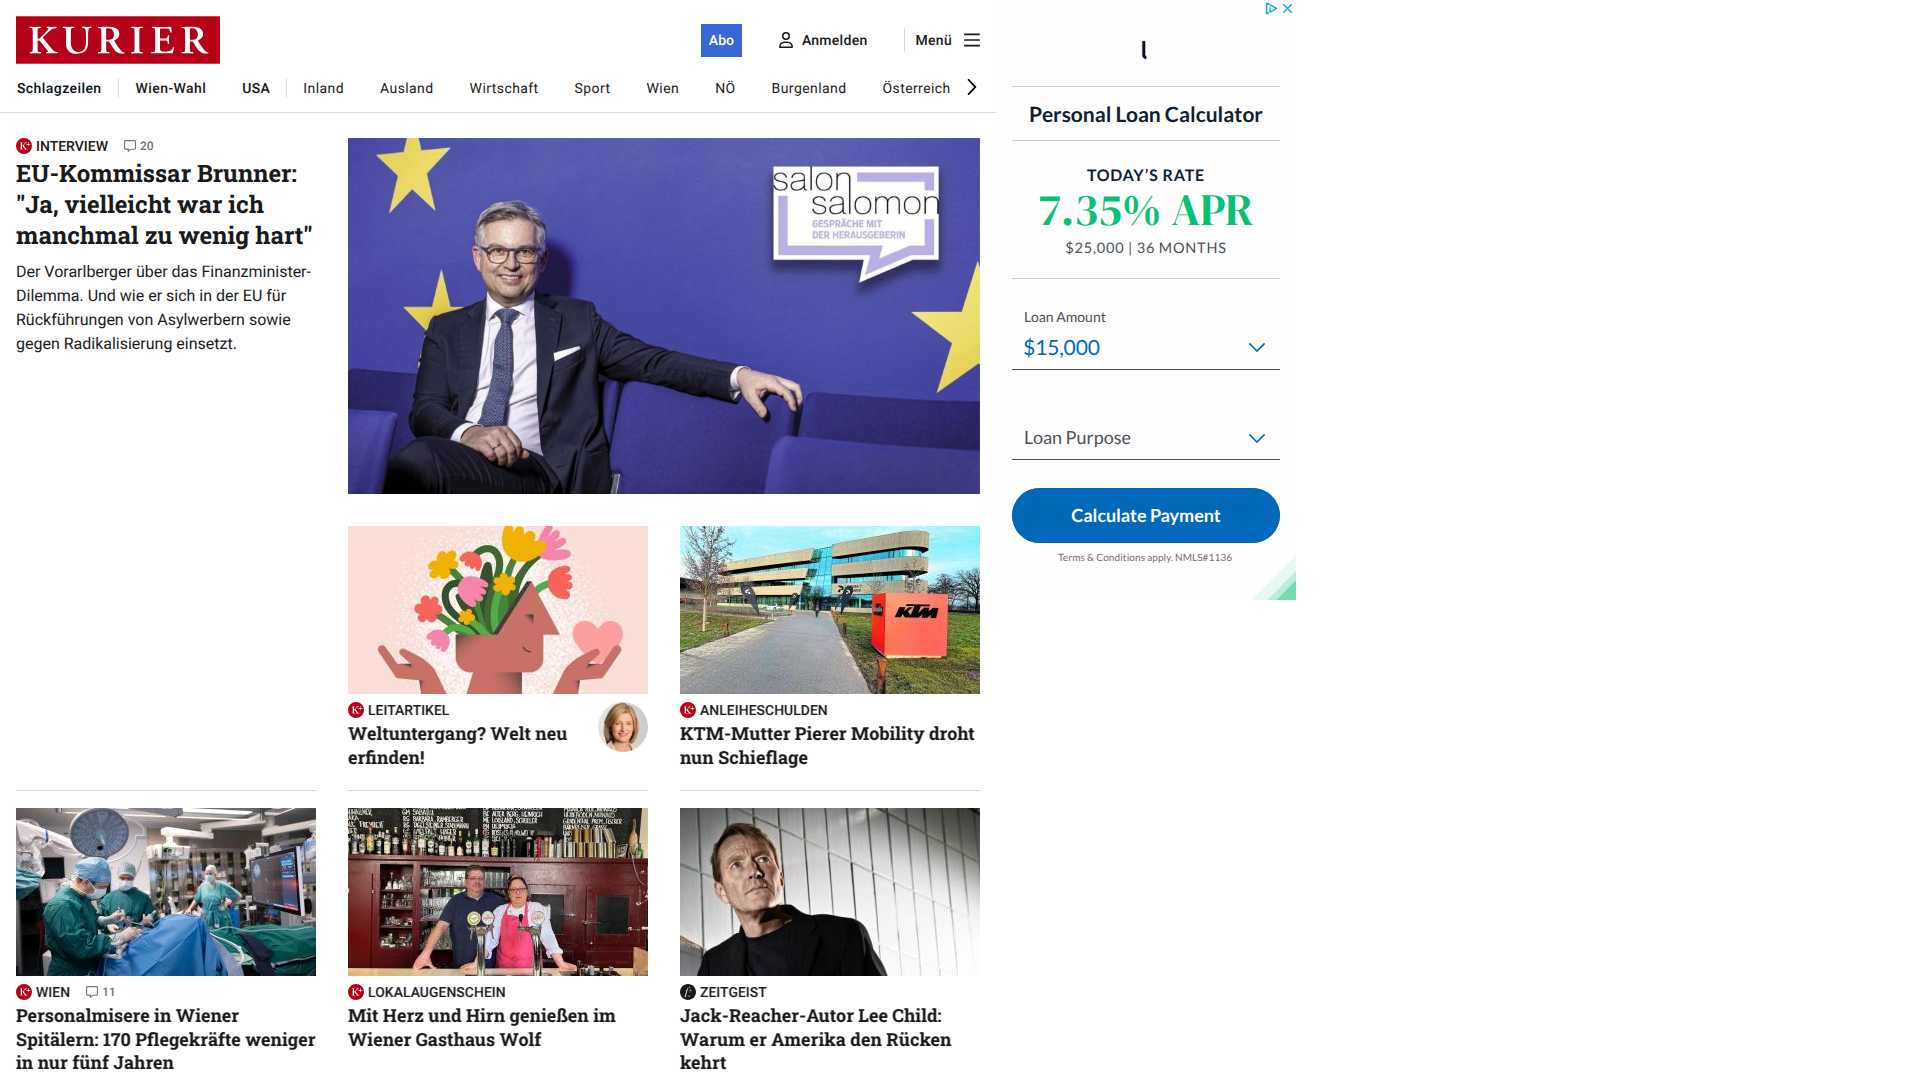 KURIER
Abo
Anmelden
Menü
Schlagzeilen
Wien-Wahl
USA
Inland
Ausland
Wirtschaft
Sport
Wien
NÖ
Burgenland
Österreich
K+ INTERVIEW 20
EU-Kommissar Brunner:
"Ja, vielleicht war ich
manchmal zu wenig hart"
Der Vorarlberger über das Finanzminister-
Dilemma. Und wie er sich in der EU für
Rückführungen von Asylwerbern sowie
gegen Radikalisierung einsetzt.
salon
salomon
GESPRÄCHE MIT
DER HERAUSGEBERIN
K+ LEITARTIKEL
Weltuntergang? Welt neu
erfinden!
KTM
K+ ANLEIHESCHULDEN
KTM-Mutter Pierer Mobility droht
nun Schieflage
K+ WIEN 11
Personalmisere in Wiener
Spitälern: 170 Pflegekräfte weniger
in nur fünf Jahren
K+ LOKALAUGENSCHEIN
Mit Herz und Hirn genießen im
Wiener Gasthaus Wolf
ZEITGEIST
Jack-Reacher-Autor Lee Child:
Warum er Amerika den Rücken
kehrt
Personal Loan Calculator
TODAY'S RATE
7.35% APR
$25,000 | 36 MONTHS
Loan Amount
$15,000
Loan Purpose
Calculate Payment
Terms & Conditions apply. NMLS#1136